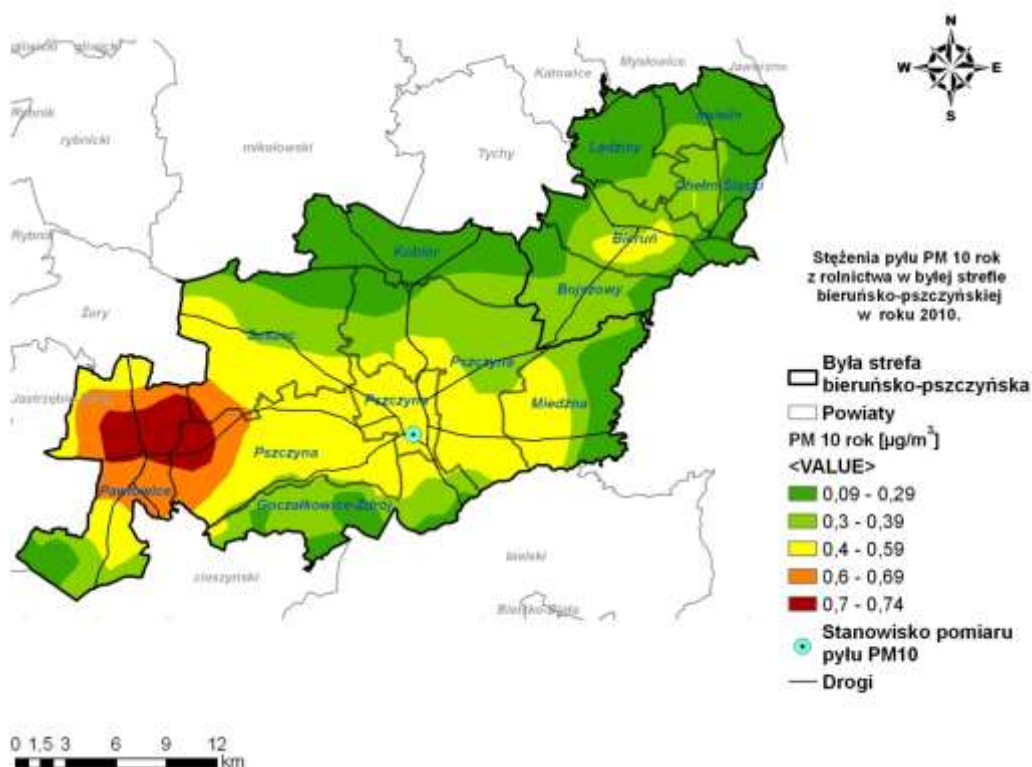 N
W E
S
gliwicki gliwicki
Mysłowice
Katowice
Jaworzno
Rybnik
rybnicki
mikołowski
Tychy
Lędziny
Imielin
Chełm Śląski
Rybnik
Kobiór
Bieruń
Bojszowy
Żory
Suszec
Pszczyna
Pszczyna
Miedźna
Pszczyna
Pawłowice
Goczałkowice-Zdrój
cieszyński
bielski
Bielsko-Biała
Stężenia pyłu PM 10 rok
z rolnictwa w byłej strefie
bieruńsko-pszczyńskiej
w roku 2010.
Była strefa
bieruńsko-pszczyńska
Powiaty
PM 10 rok [µg/m³]
<VALUE>
0,09 - 0,29
0,3 - 0,39
0,4 - 0,59
0,6 - 0,69
0,7 - 0,74
Stanowisko pomiaru
pyłu PM10
Drogi
0 1,5 3 6 9 12
km